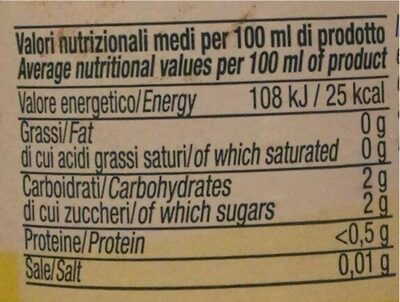 Valori nutrizionali medi per 100 ml di prodotto
Average nutritional values per 100 ml of product
Valore energetico/Energy 108 kJ / 25 kcal
Grassi/Fat 0 g
di cui acidi grassi saturi/of which saturated 0 g
Carboidrati/Carbohydrates 2 g
di cui zuccheri/of which sugars 2 g
Proteine/Protein <0,5 g
Sale/Salt 0,01 g